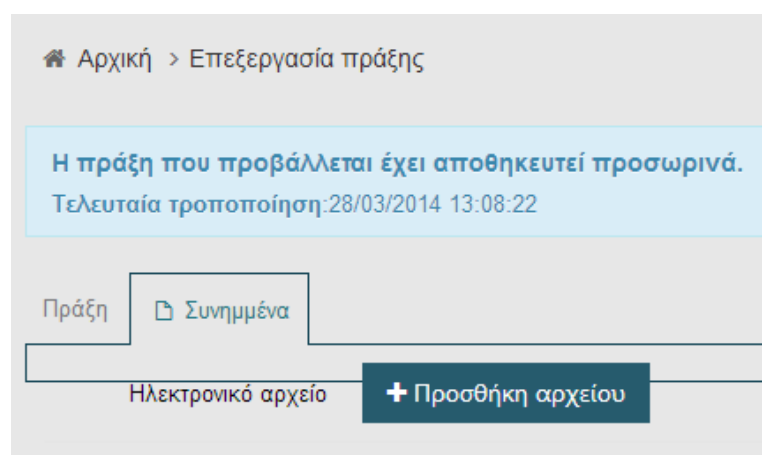 Αρχική > Επεξεργασία πράξης
Η πράξη που προβάλλεται έχει αποθηκευτεί προσωρινά.
Τελευταία τροποποίηση:28/03/2014 13:08:22
Πράξη Συνημμένα
Ηλεκτρονικό αρχείο + Προσθήκη αρχείου